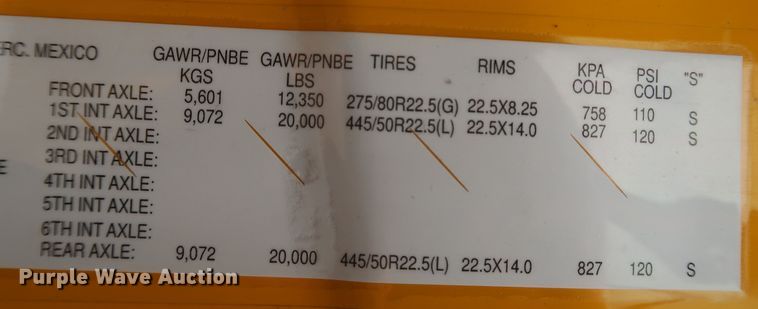 ERC. MEXICO GAWR/PNBE GAWR/PNBE TIRES RIMS KPA PSI "S"
KGS LBS COLD COLD
FRONT AXLE: 5,601 12,350 275/80R22.5(G) 22.5X8.25 758 110 S
1ST INT AXLE: 9,072 20,000 445/50R22.5(L) 22.5X14.0 827 120 S
2ND INT AXLE:
3RD INT AXLE:
4TH INT AXLE:
5TH INT AXLE:
6TH INT AXLE:
REAR AXLE: 9,072 20,000 445/50R22.5(L) 22.5X14.0 827 120 S
E
Purple Wave Auction